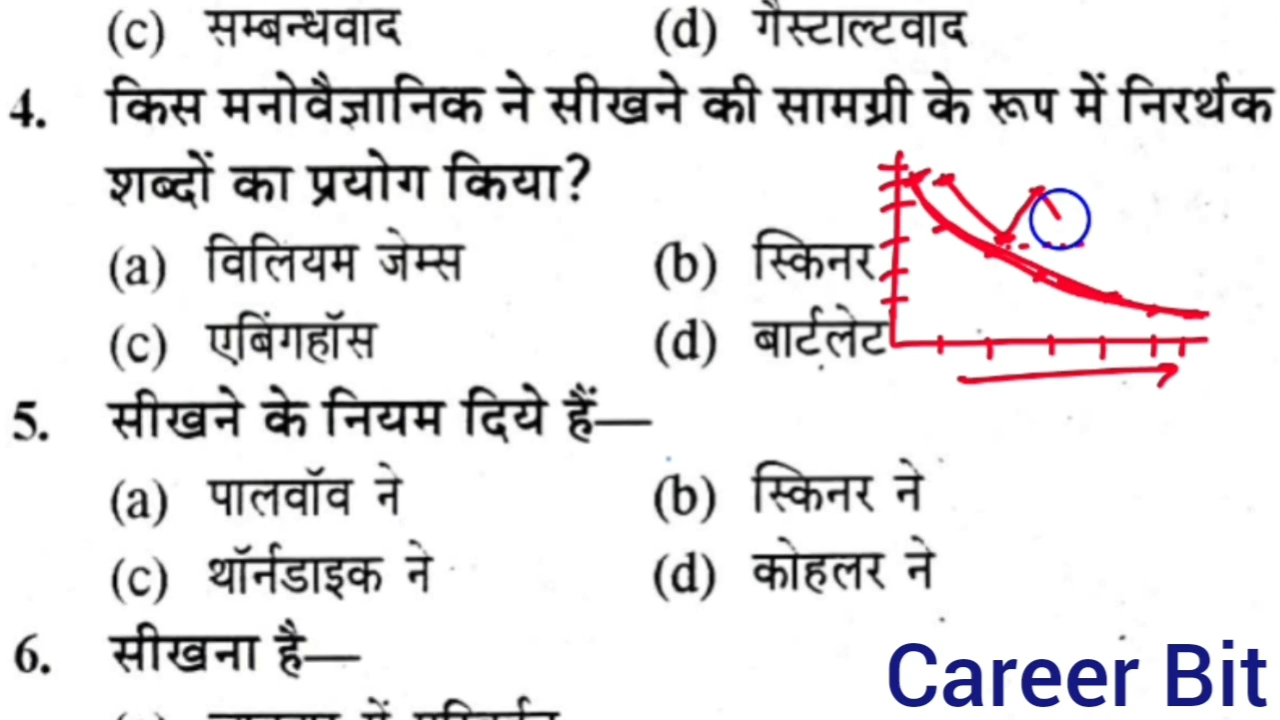 (c) सम्बन्धवाद (d) गैस्टाल्टवाद
4. किस मनोवैज्ञानिक ने सीखने की सामग्री के रूप में निरर्थक
शब्दों का प्रयोग किया?
(a) विलियम जेम्स (b) स्किनर
(c) एबिंगहॉस (d) बार्टलेट
5. सीखने के नियम दिये हैं—
(a) पालवॉव ने (b) स्किनर ने
(c) थॉर्नडाइक ने (d) कोहलर ने
6. सीखना है—
Career Bit